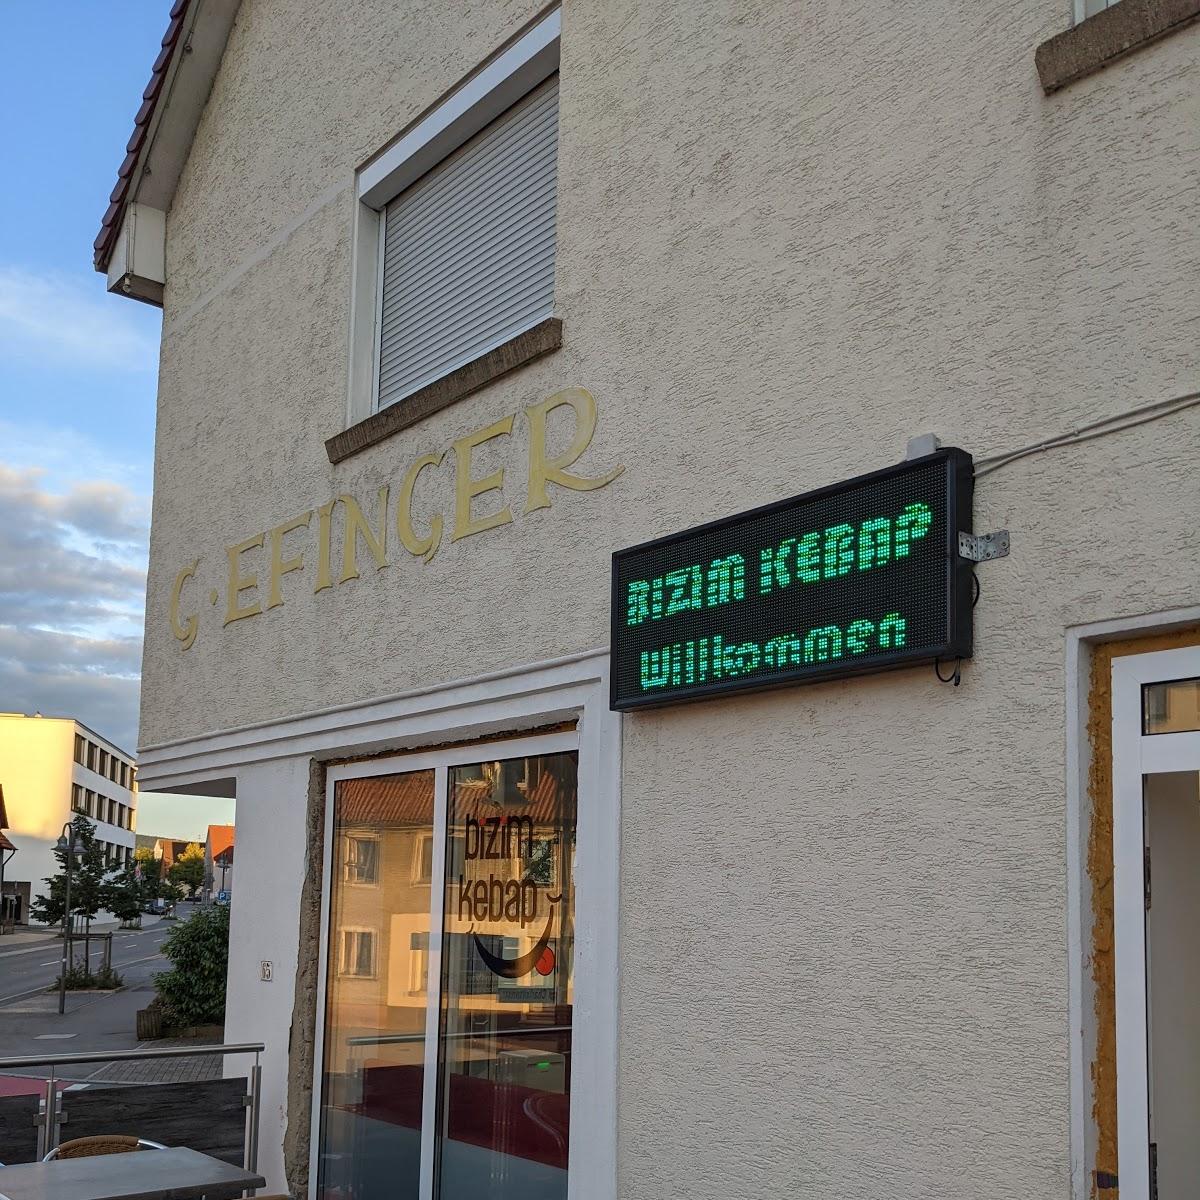 G · EFINGER
BIZIM KEBAP
Willkommen
bizim
kebap
65